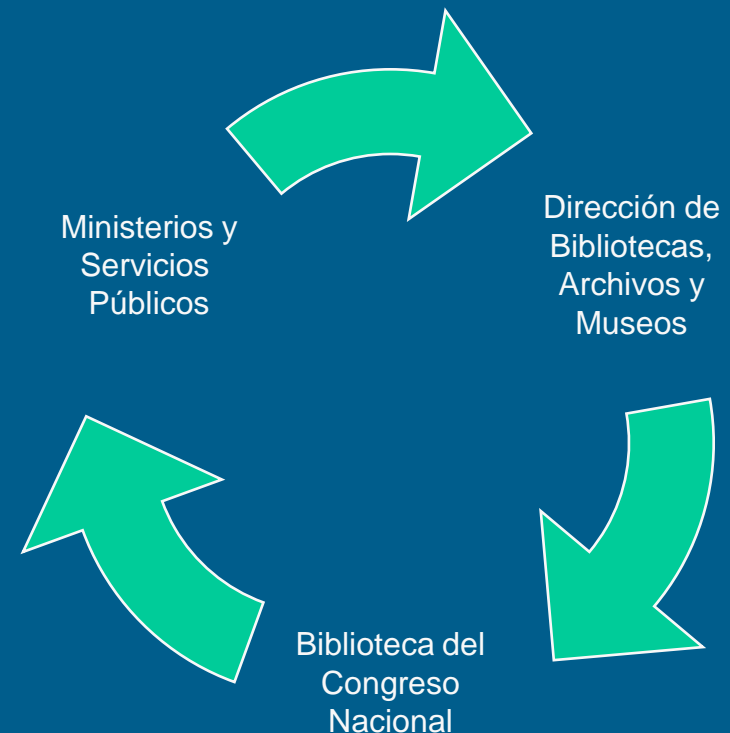 Ministerios y
Servicios
Públicos
Dirección de
Bibliotecas,
Archivos y
Museos
Biblioteca del
Congreso
Nacional